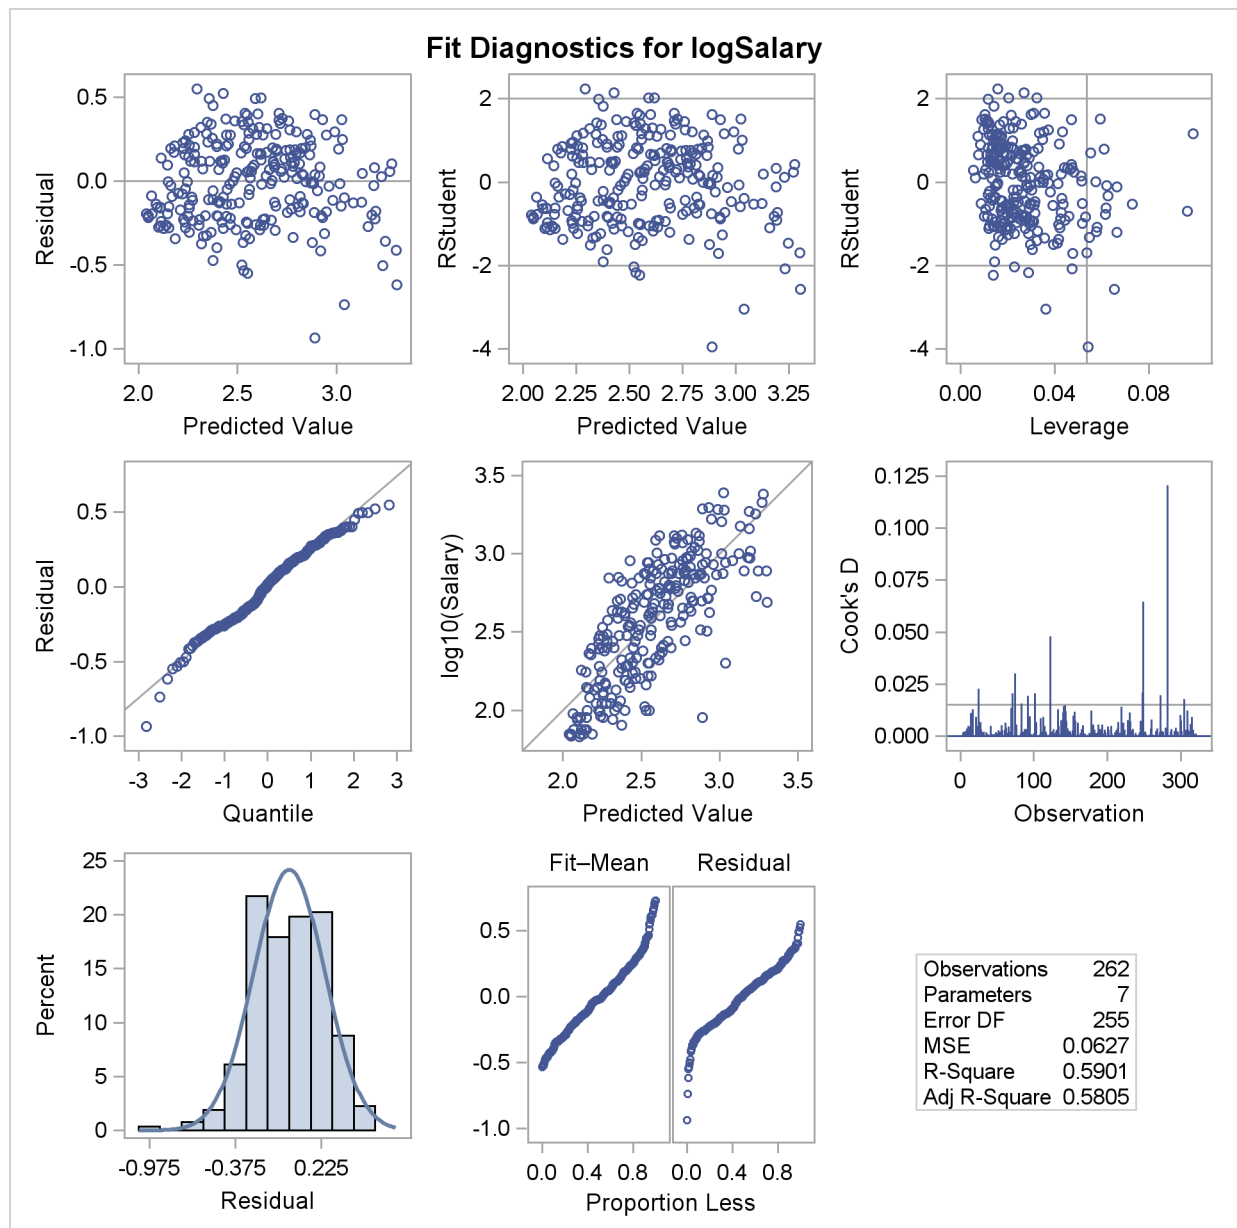 Fit Diagnostics for logSalary
0.5
0.0
-0.5
-1.0
Residual
2.0 2.5 3.0
Predicted Value
2
0
-2
-4
RStudent
2.00 2.25 2.50 2.75 3.00 3.25
Predicted Value
2
0
-2
-4
RStudent
0.00 0.04 0.08
Leverage
0.5
0.0
-0.5
-1.0
Residual
-3 -2 -1 0 1 2 3
Quantile
3.5
3.0
2.5
2.0
log10(Salary)
2.0 2.5 3.0 3.5
Predicted Value
0.125
0.100
0.075
0.050
0.025
0.000
Cook's D
0 100 200 300
Observation
25
20
15
10
5
0
Percent
-0.975 -0.375 0.225
Residual
Fit–Mean Residual
0.5
0.0
-0.5
-1.0
0.0 0.4 0.8 0.0 0.4 0.8
Proportion Less
Observations 262
Parameters 7
Error DF 255
MSE 0.0627
R-Square 0.5901
Adj R-Square 0.5805